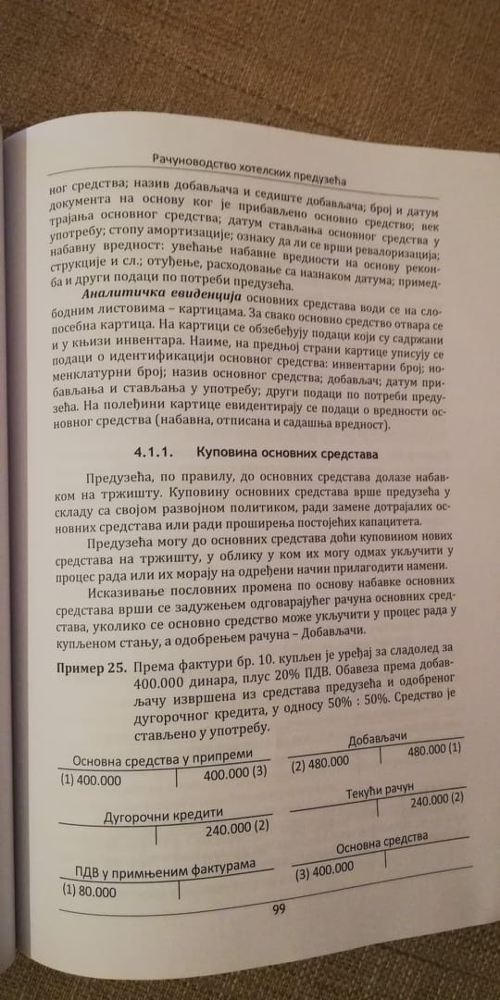 Рачуноводство хотелских предузећа
ног средства; назив добављача и седиште добављача; број и датум
документа на основу ког је прибављено основно средство; век
трајања основног средства; датум стављања основног средства у
употребу; стопу амортизације; ознаку да ли се врши ревалоризација;
набавну вредност: увећање набавне вредности на основу рекон-
струкције и сл.; отуђење, расходовање са назнаком датума; примед-
ба и други подаци по потреби предузећа.
Аналитичка евиденција основних средстава води се на сло-
бодним листовима – картицама. За свако основно средство отвара се
посебна картица. На картици се обзебеђују подаци који су садржани
и у књизи инвентара. Наиме, на предњој страни картице уписују се
подаци о идентификацији основног средства: инвентарни број; но-
менклатурни број; назив основног средства; добављач; датум при-
бављања и стављања у употребу; други подаци по потреби преду-
зећа. На полеђини картице евидентирају се подаци о вредности ос-
новног средства (набавна, отписана и садашња вредност).
4.1.1. Куповина основних средстава
Предузећа, по правилу, до основних средстава долазе набав-
ком на тржишту. Куповину основних средстава врше предузећа у
складу са својом развојном политиком, ради замене дотрајалих ос-
новних средстава или ради проширења постојећих капацитета.
Предузећа могу до основних средстава доћи куповином нових
средстава на тржишту, у облику у ком их могу одмах укључити у
процес рада или их морају на одређени начин прилагодити намени.
Исказивање пословних промена по основу набавке основних
средстава врши се задужењем одговарајућег рачуна основних сред-
става, уколико се основно средство може укључити у процес рада у
купљеном стању, а одобрењем рачуна – Добављачи.
Пример 25. Према фактури бр. 10. купљен је уређај за сладолед за
400.000 динара, плус 20% ПДВ. Обавеза према добав-
љачу извршена из средстава предузећа и одобреног
дугорочног кредита, у односу 50% : 50%. Средство је
стављено у употребу.
Основна средства у припреми
(1) 400.000 400.000 (3)
Добављачи
(2) 480.000 480.000 (1)
Дугорочни кредити
240.000 (2)
Текући рачун
240.000 (2)
ПДВ у примњеним фактурама
(1) 80.000
Основна средства
(3) 400.000
99